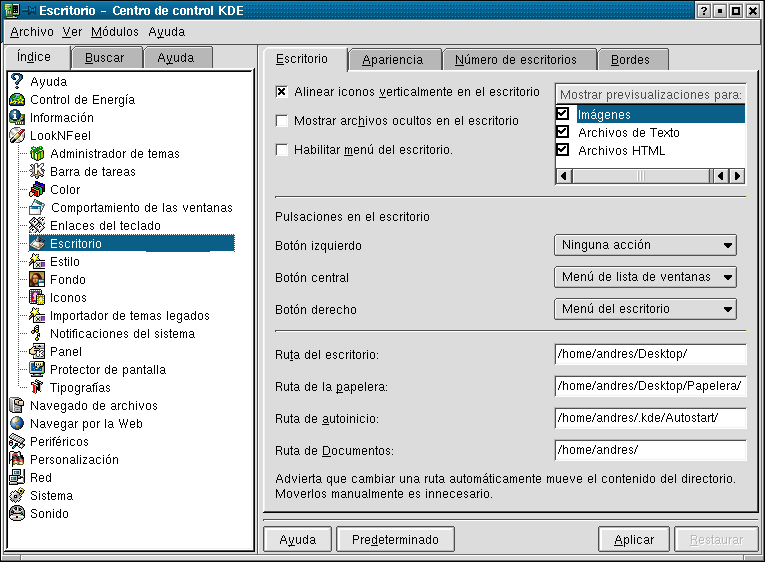 Escritorio – Centro de control KDE
Archivo Ver Módulos Ayuda
Índice Buscar Ayuda
Ayuda
Control de Energía
Información
LookNFeel
Administrador de temas
Barra de tareas
Color
Comportamiento de las ventanas
Enlaces del teclado
Escritorio
Estilo
Fondo
Iconos
Importador de temas legados
Notificaciones del sistema
Panel
Protector de pantalla
Tipografías
Navegado de archivos
Navegar por la Web
Periféricos
Personalización
Red
Sistema
Sonido
Escritorio Apariencia Número de escritorios Bordes
Alinear iconos verticalmente en el escritorio
Mostrar archivos ocultos en el escritorio
Habilitar menú del escritorio.
Mostrar previsualizaciones para:
Imágenes
Archivos de Texto
Archivos HTML
Pulsaciones en el escritorio
Botón izquierdo Ninguna acción
Botón central Menú de lista de ventanas
Botón derecho Menú del escritorio
Ruta del escritorio: /home/andres/Desktop/
Ruta de la papelera: /home/andres/Desktop/Papelera/
Ruta de autoinicio: /home/andres/.kde/Autostart/
Ruta de Documentos: /home/andres/
Advierta que cambiar una ruta automáticamente mueve el contenido del directorio.
Moverlos manualmente es innecesario.
Ayuda Predeterminado Aplicar Restaurar